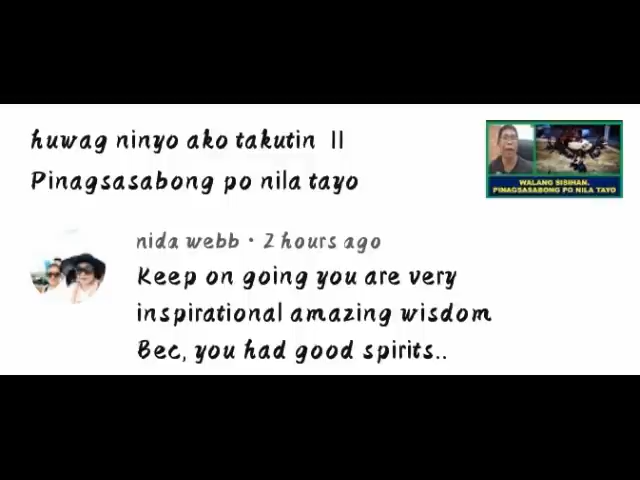 huwag ninyo ako takutin ||
Pinagsasabong po nila tayo
WALANG SISIHAN.
PINAGSASABONG PO NILA TAYO
nida webb • 2 hours ago
Keep on going you are very
inspirational amazing wisdom
Bec, you had good spirits..